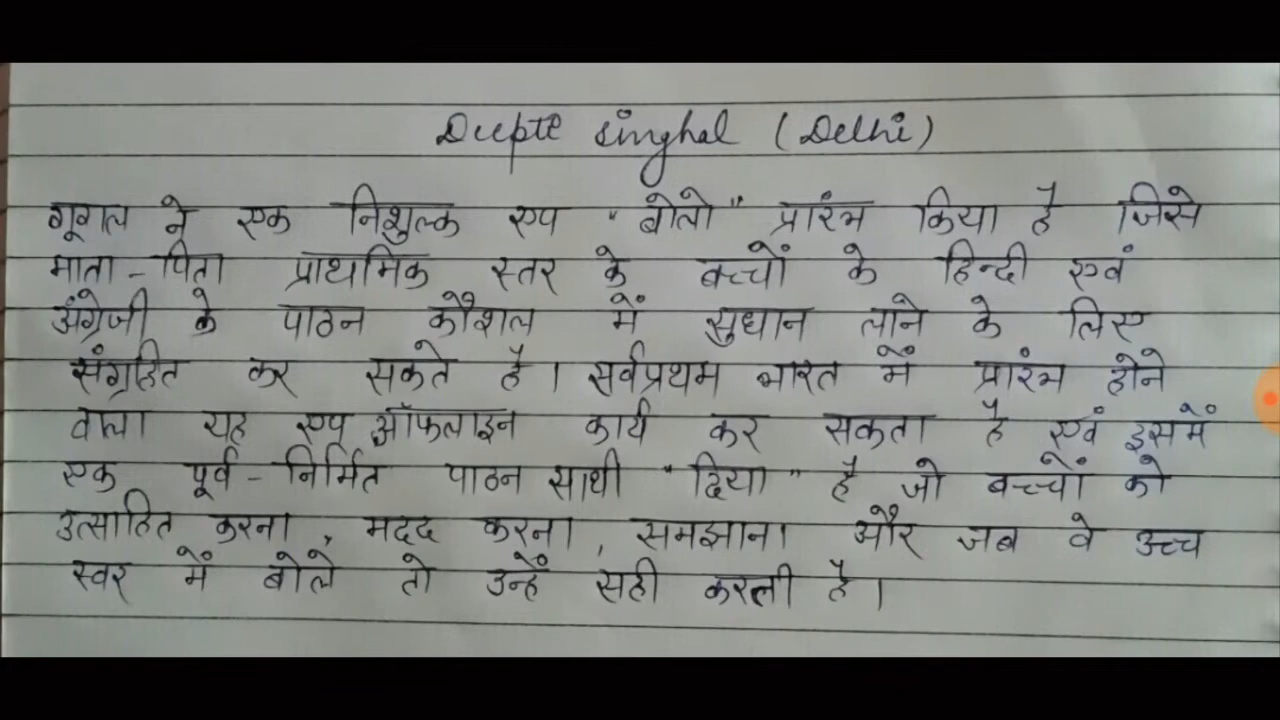 Deepti Singhal (Delhi)
गूगल ने एक निशुल्क एप "बोलो" प्रारंभ किया है जिसे
माता-पिता प्राथमिक स्तर के बच्चों के हिन्दी एवं
अंग्रेजी के पाठन कौशल में सुधान लाने के लिए
संग्रहित कर सकते है। सर्वप्रथम भारत में प्रारंभ होने
वाला यह एप ऑफलाइन कार्य कर सकता है एवं इसमें
एक पूर्व-निर्मित पाठन साथी "दिया" है जो बच्चों को
उत्साहित करना, मदद करना, समझाना और जब वे उच्च
स्वर में बोले तो उन्हें सही करती है।